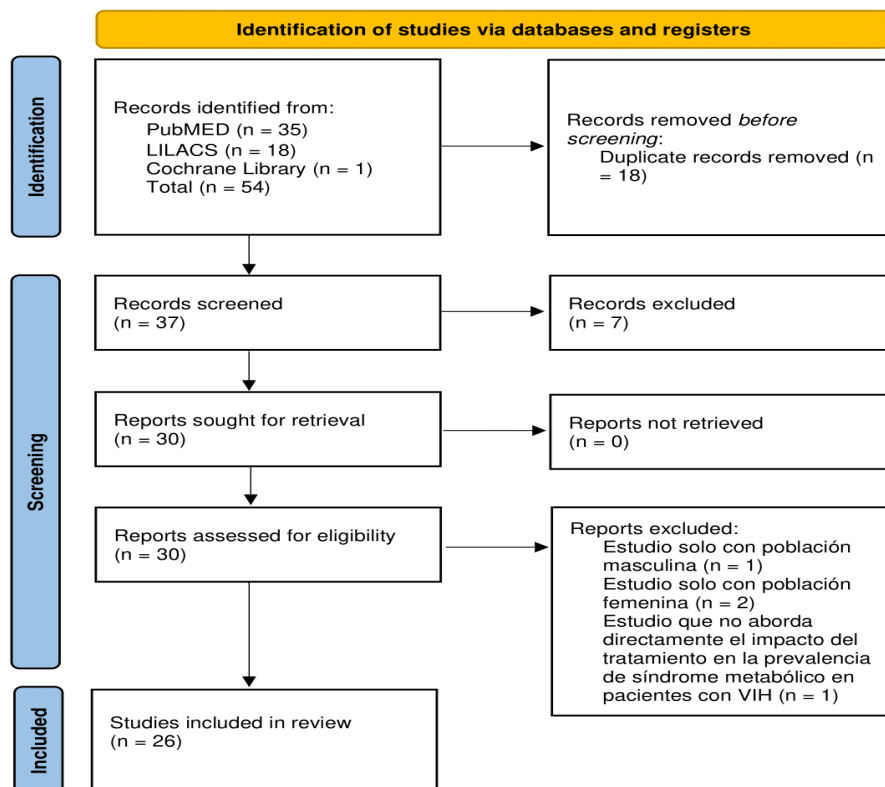 Identification of studies via databases and registers
Identification
Records identified from:
PubMED (n = 35)
LILACS (n = 18)
Cochrane Library (n = 1)
Total (n = 54)
Records removed before
screening:
Duplicate records removed (n
= 18)
Screening
Records screened
(n = 37)
Records excluded
(n = 7)
Reports sought for retrieval
(n = 30)
Reports not retrieved
(n = 0)
Reports assessed for eligibility
(n = 30)
Reports excluded:
Estudio solo con población
masculina (n = 1)
Estudio solo con población
femenina (n = 2)
Estudio que no aborda
directamente el impacto del
tratamiento en la prevalencia
de síndrome metabólico en
pacientes con VIH (n = 1)
Included
Studies included in review
(n = 26)